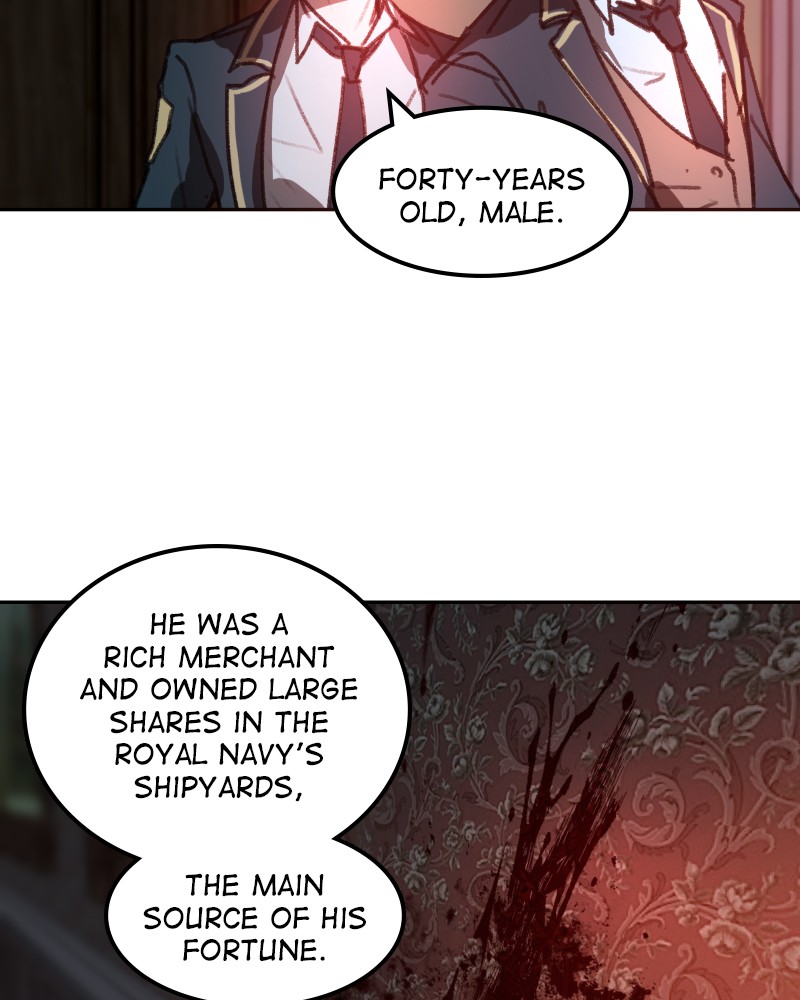 FORTY-YEARS
OLD, MALE.
HE WAS A
RICH MERCHANT
AND OWNED LARGE
SHARES IN THE
ROYAL NAVY'S
SHIPYARDS,
THE MAIN
SOURCE OF HIS
FORTUNE.